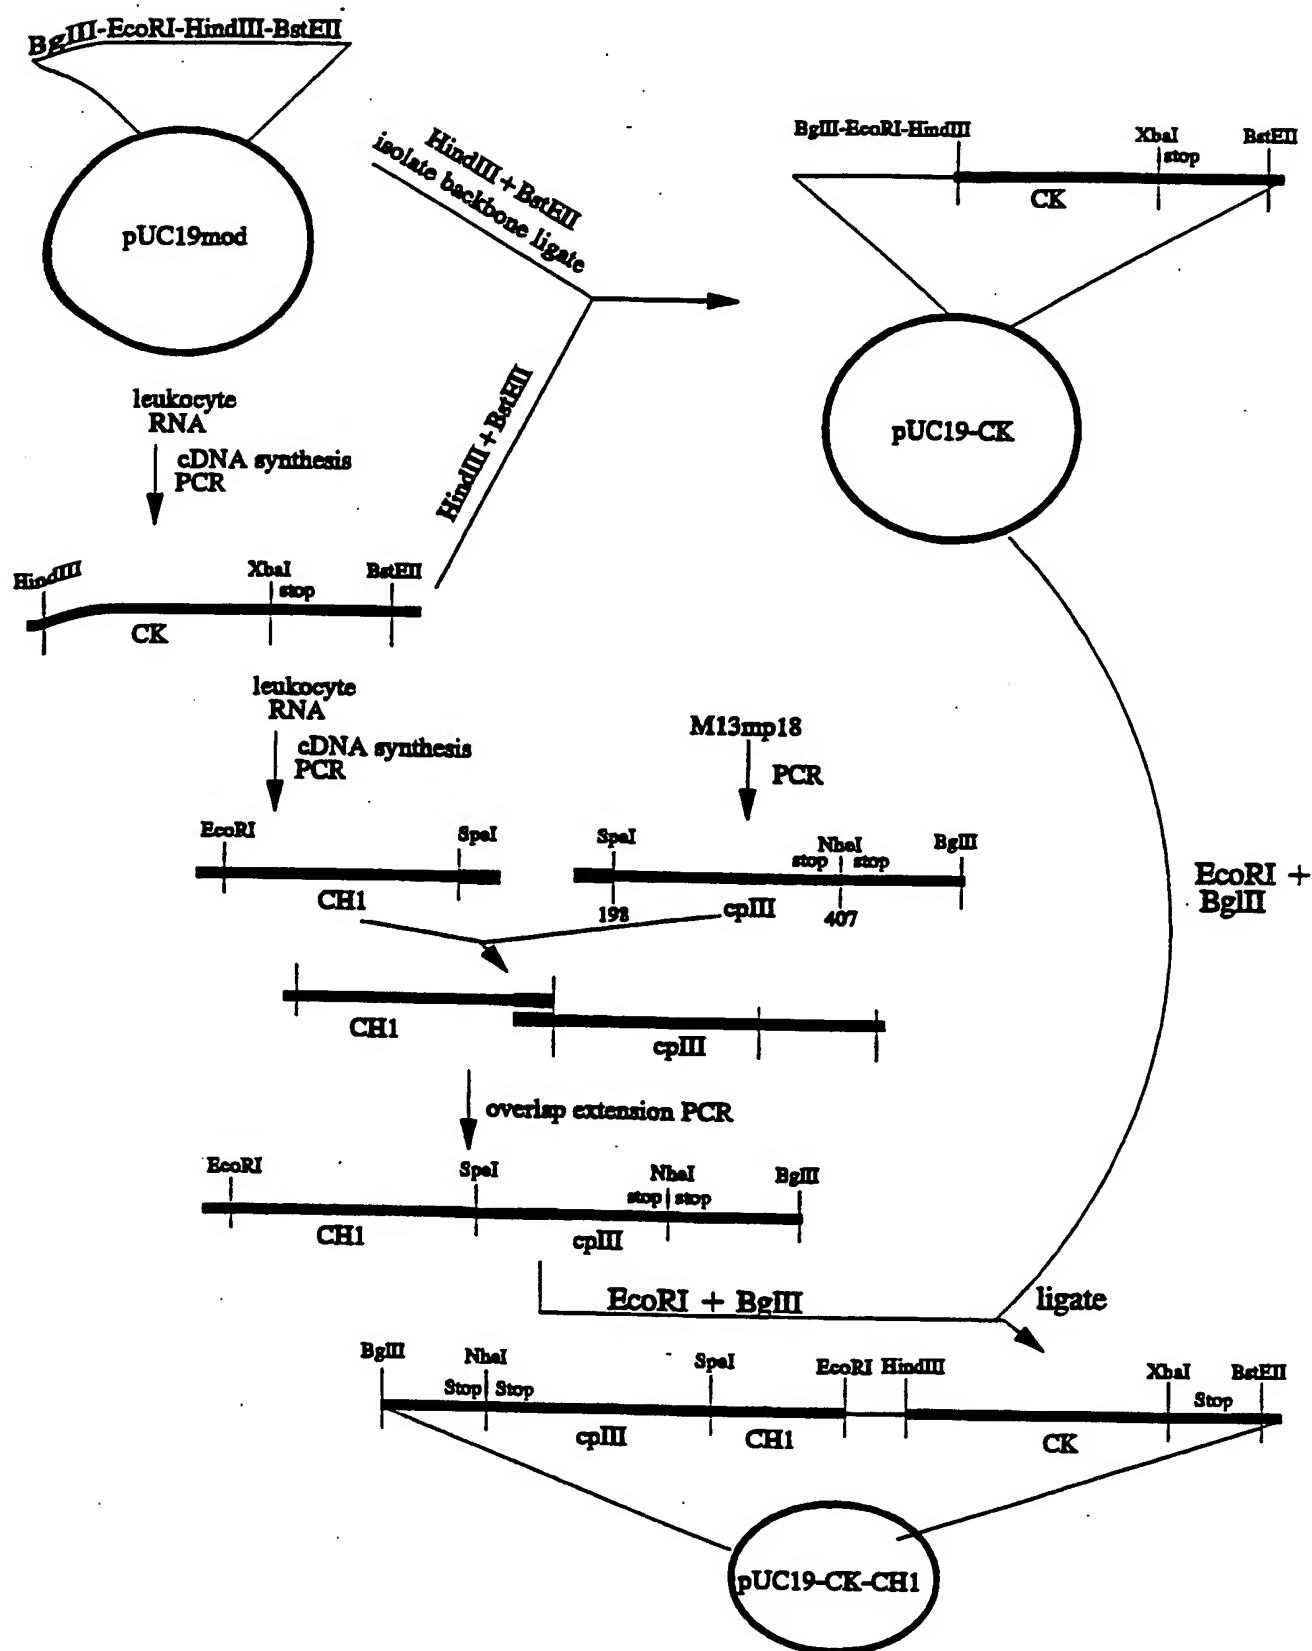 BglII-EcoRI-HindIII-BstEII
pUC19mod
HindIII+BstEII
isolate backbone ligate
BglII-EcoRI-HindIII
XbaI
stop
BstEII
CK
pUC19-CK
leukocyte
RNA
cDNA synthesis
PCR
HindIII+BstEII
HindIII
XbaI
stop
BstEII
CK
leukocyte
RNA
cDNA synthesis
PCR
M13mp18
PCR
EcoRI
SpeI
CH1
SpeI
NheI
stop
stop
BglII
198
cpIII
407
EcoRI +
BglII
CH1
cpIII
overlap extension PCR
EcoRI
SpeI
NheI
stop
stop
BglII
CH1
cpIII
EcoRI + BglII
ligate
BglII
NheI
Stop
Stop
SpeI
EcoRI
HindIII
XbaI
Stop
BstEII
cpIII
CH1
CK
pUC19-CK-CH1